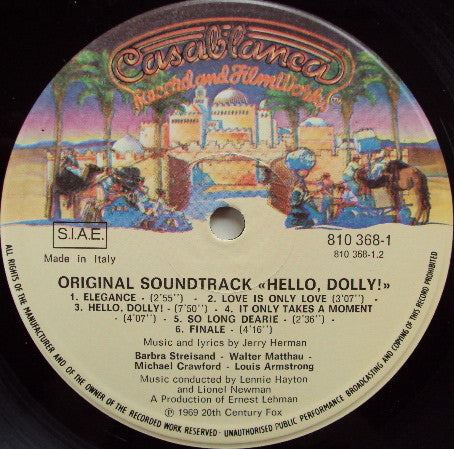 Casablanca
Record and FilmWorks
S.I.A.E.
Made in Italy
810 368-1
810 368-1.2
ORIGINAL SOUNDTRACK «HELLO, DOLLY!»
1. ELEGANCE - (2'55'') - 2. LOVE IS ONLY LOVE (3'07'')
3. HELLO, DOLLY! - (7'50'') - 4. IT ONLY TAKES A MOMENT
(4'07'') - 5. SO LONG DEARIE - (2'35'')
6. FINALE - (4'16'')
Music and lyrics by Jerry Herman
Barbra Streisand - Walter Matthau -
Michael Crawford - Louis Armstrong
Music conducted by Lennie Hayton
and Lionel Newman
A Production of Ernest Lehman
Ⓟ 1969 20th Century Fox
ALL RIGHTS OF THE MANUFACTURER AND OF THE OWNER OF THE RECORDED WORK RESERVED - UNAUTHORISED PUBLIC PERFORMANCE BROADCASTING AND COPYING OF THIS RECORD PROHIBITED